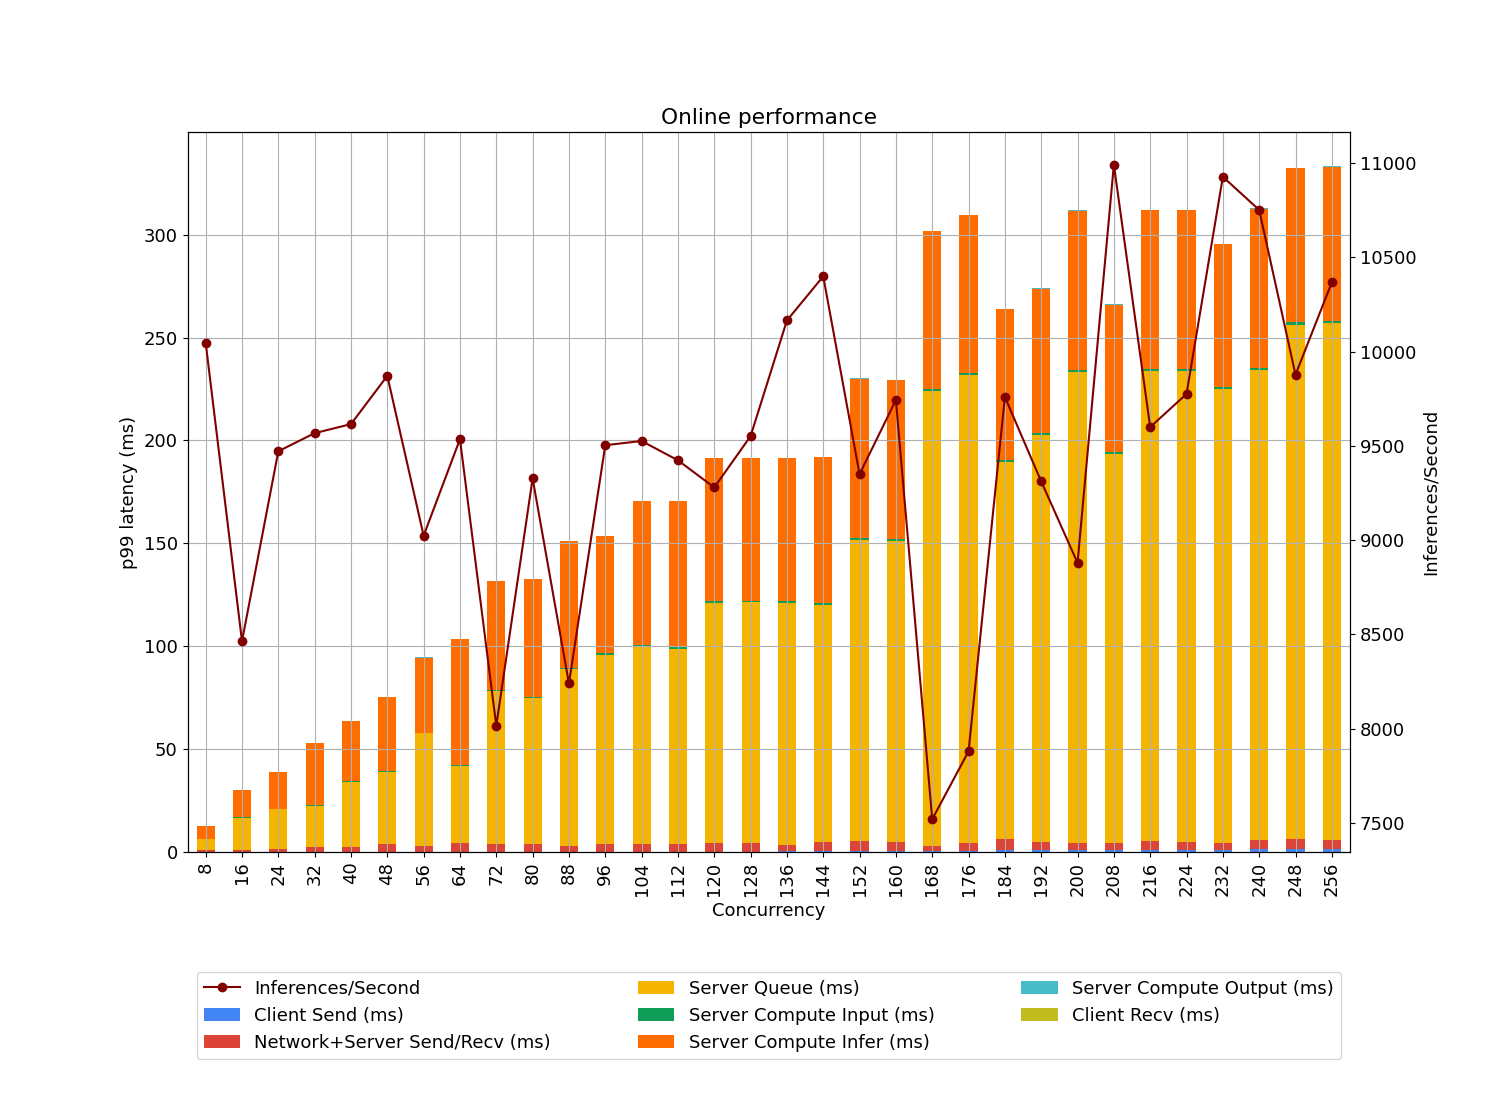 Online performance
300
250
200
150
100
50
0
p99 latency (ms)
11000
10500
10000
9500
9000
8500
8000
7500
Inferences/Second
8 16 24 32 40 48 56 64 72 80 88 96 104 112 120 128 136 144 152 160 168 176 184 192 200 208 216 224 232 240 248 256
Concurrency
Inferences/Second
Client Send (ms)
Network+Server Send/Recv (ms)
Server Queue (ms)
Server Compute Input (ms)
Server Compute Infer (ms)
Server Compute Output (ms)
Client Recv (ms)